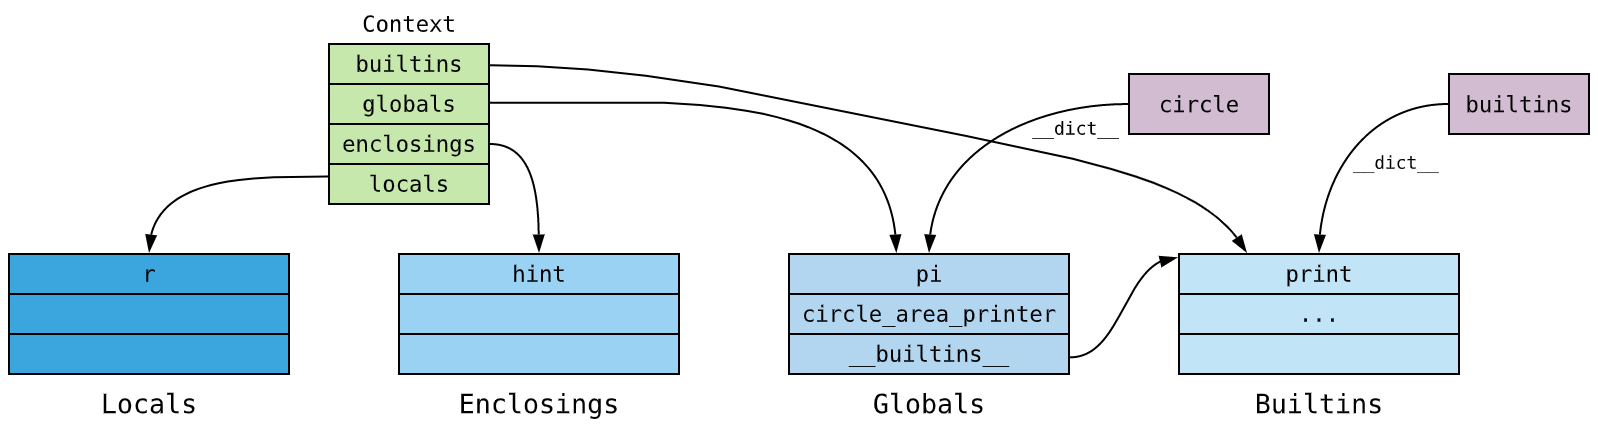 Context
builtins
globals
enclosings
locals
circle
__dict__
builtins
__dict__
r
hint
pi
circle_area_printer
__builtins__
print
...
Locals
Enclosings
Globals
Builtins